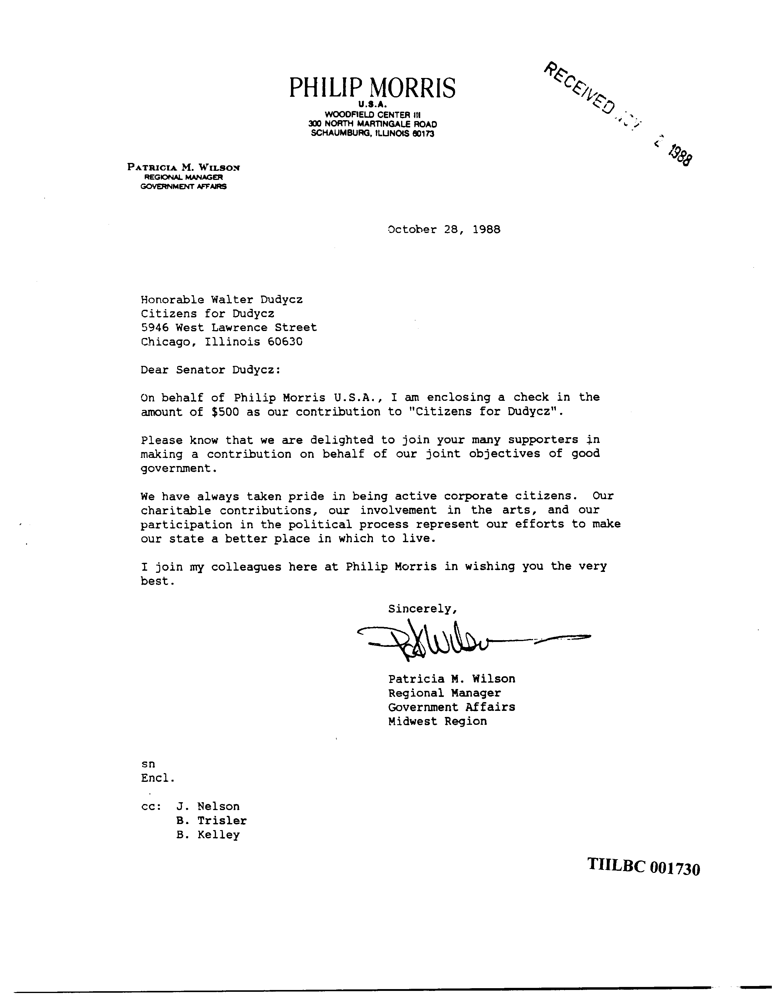 PHILIP MORRIS
U.S.A.
WOODFIELD CENTER III
300 NORTH MARTINGALE ROAD
SCHAUMBURG, ILLINOIS 60173
RECEIVED 2 1988
PATRICIA M. WILSON
REGIONAL MANAGER
GOVERNMENT AFFAIRS
October 28, 1988
Honorable Walter Dudycz
Citizens for Dudycz
5946 West Lawrence Street
Chicago, Illinois 60630
Dear Senator Dudycz:
On behalf of Philip Morris U.S.A., I am enclosing a check in the
amount of $500 as our contribution to "Citizens for Dudycz".
Please know that we are delighted to join your many supporters in
making a contribution on behalf of our joint objectives of good
government.
We have always taken pride in being active corporate citizens. Our
charitable contributions, our involvement in the arts, and our
participation in the political process represent our efforts to make
our state a better place in which to live.
I join my colleagues here at Philip Morris in wishing you the very
best.
Sincerely,
Patricia M. Wilson
Regional Manager
Government Affairs
Midwest Region
sn
Encl.
cc: J. Nelson
B. Trisler
B. Kelley
TIILBC 001730